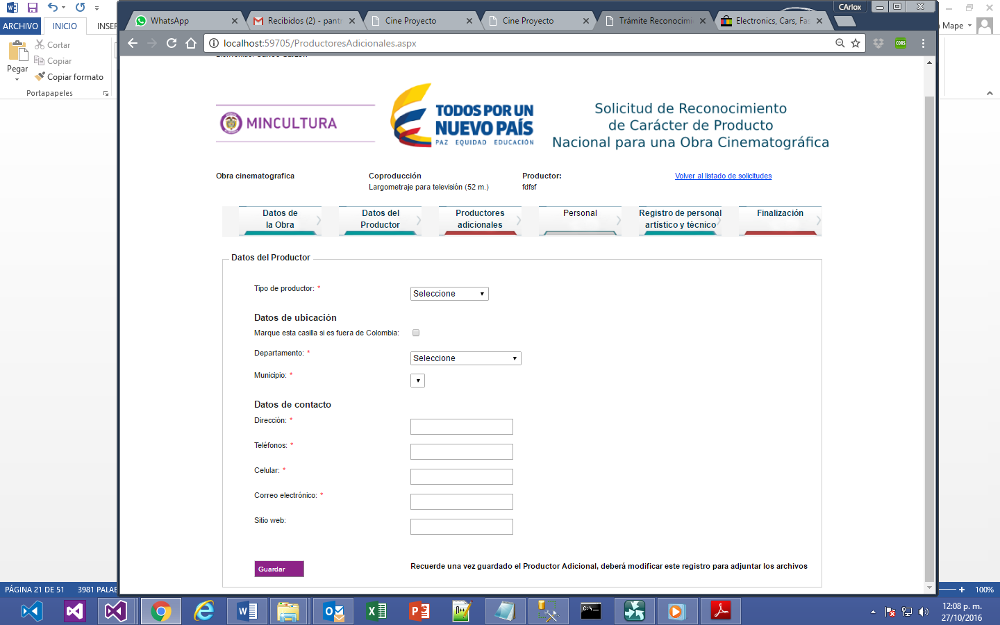 CArlox
WhatsApp
Recibidos (2) - pant
Cine Proyecto
Cine Proyecto
Trámite Reconocimi
Electronics, Cars, Fas
localhost:59705/ProductoresAdicionales.aspx
ARCHIVO
INICIO
INSER
Mape
Pegar
Cortar
Copiar
Copiar formato
Portapapeles
MINCULTURA
TODOS POR UN
NUEVO PAÍS
PAZ EQUIDAD EDUCACIÓN
Solicitud de Reconocimiento
de Carácter de Producto
Nacional para una Obra Cinematográfica
Obra cinematografica
Coproducción
Largometraje para televisión (52 m.)
Productor:
fdfsf
Volver al listado de solicitudes
Datos de
la Obra
Datos del
Productor
Productores
adicionales
Personal
Registro de personal
artístico y técnico
Finalización
Datos del Productor
Tipo de productor: *
Seleccione
Datos de ubicación
Marque esta casilla si es fuera de Colombia:
Departamento: *
Seleccione
Municipio: *
Datos de contacto
Dirección: *
Teléfonos: *
Celular: *
Correo electrónico: *
Sitio web:
Guardar
Recuerde una vez guardado el Productor Adicional, deberá modificar este registro para adjuntar los archivos
PÁGINA 21 DE 51
3981 PALAB
100%
12:08 p. m.
27/10/2016